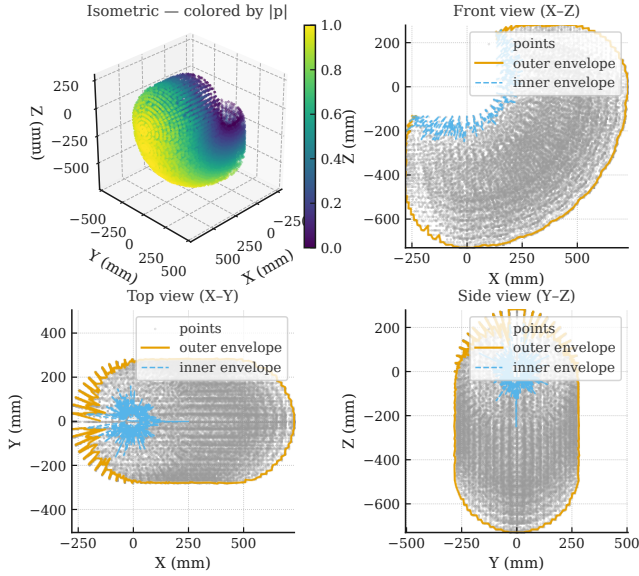 Isometric — colored by |p|
250
0
−250
−500
Z (mm)
−500
−250
0
250
500
Y (mm)
−250
0
250
500
X (mm)
1.0
0.8
0.6
0.4
0.2
0.0
Front view (X–Z)
points
outer envelope
inner envelope
200
0
−200
−400
−600
Z (mm)
−250
0
250
500
X (mm)
Top view (X–Y)
points
outer envelope
inner envelope
400
200
0
−200
−400
Y (mm)
−250
0
250
500
X (mm)
Side view (Y–Z)
points
outer envelope
inner envelope
200
0
−200
−400
−600
Z (mm)
−500
−250
0
250
500
Y (mm)